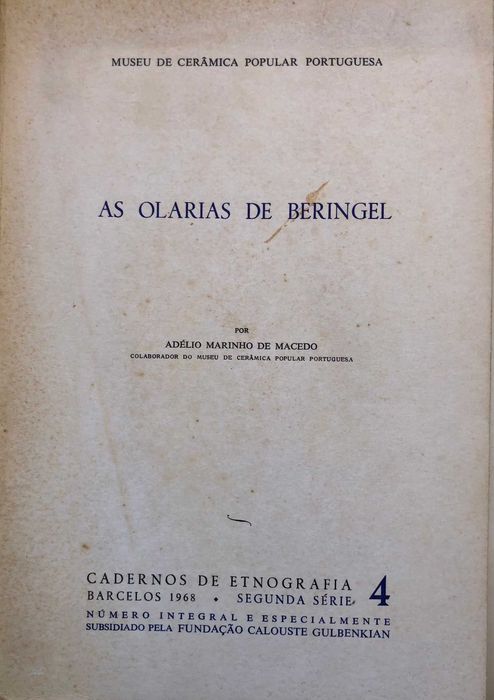 MUSEU DE CERÂMICA POPULAR PORTUGUESA
AS OLARIAS DE BERINGEL
POR
ADÉLIO MARINHO DE MACEDO
COLABORADOR DO MUSEU DE CERÂMICA POPULAR PORTUGUESA
CADERNOS DE ETNOGRAFIA 4
BARCELOS 1968 • SEGUNDA SÉRIE
NÚMERO INTEGRAL E ESPECIALMENTE
SUBSIDIADO PELA FUNDAÇÃO CALOUSTE GULBENKIAN